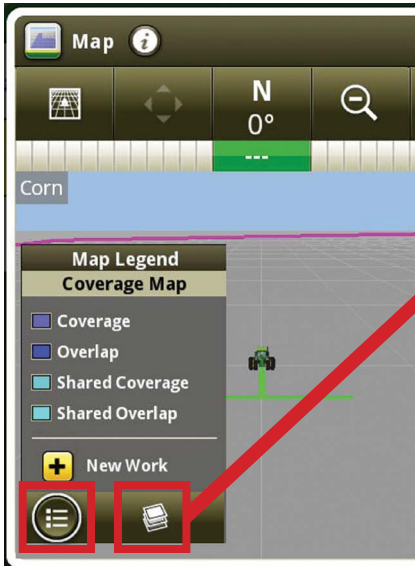 Map
N
0°
---
Corn
Map Legend
Coverage Map
Coverage
Overlap
Shared Coverage
Shared Overlap
New Work